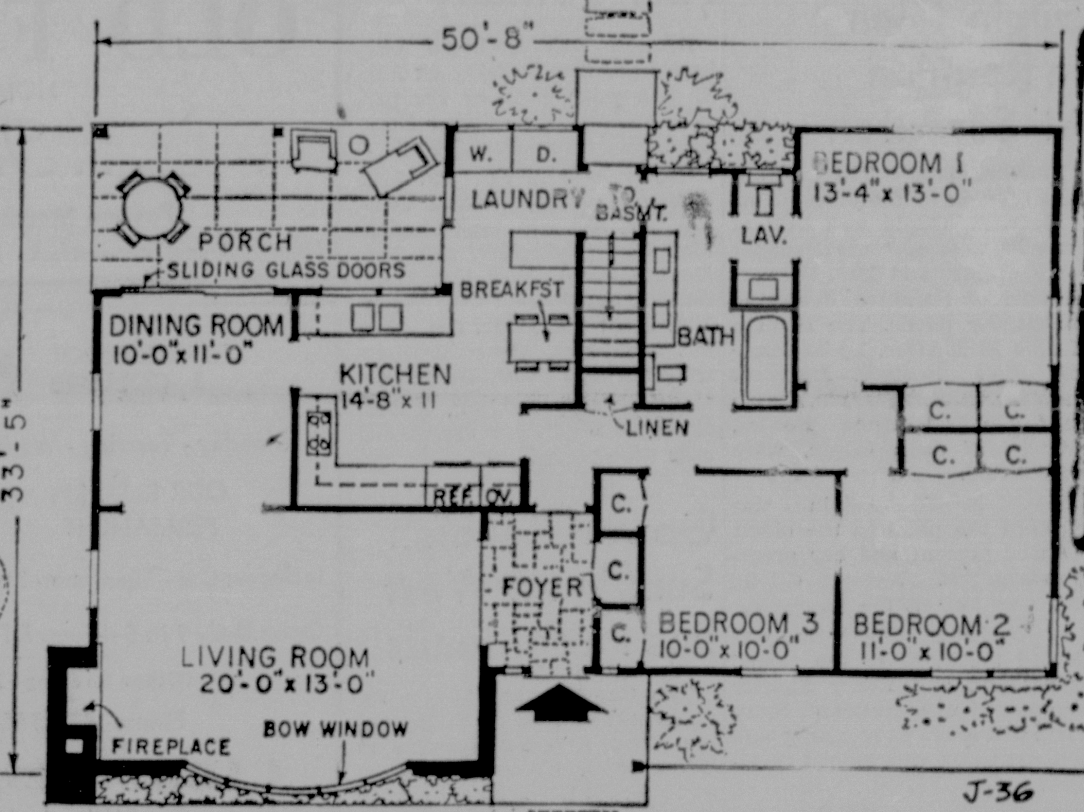 50'-8"
33'-5"
W.
D.
LAUNDRY
TO
BASMT.
BEDROOM 1
13'-4" x 13'-0"
LAV.
PORCH
SLIDING GLASS DOORS
BREAKFST
DINING ROOM
10'-0" x 11'-0"
KITCHEN
14'-8" x 11
BATH
LINEN
C.
C.
C.
C.
REF.
OV.
C.
C.
C.
FOYER
BEDROOM 3
10'-0" x 10'-0"
BEDROOM 2
11'-0" x 10'-0"
LIVING ROOM
20'-0" x 13'-0"
BOW WINDOW
FIREPLACE
J-36